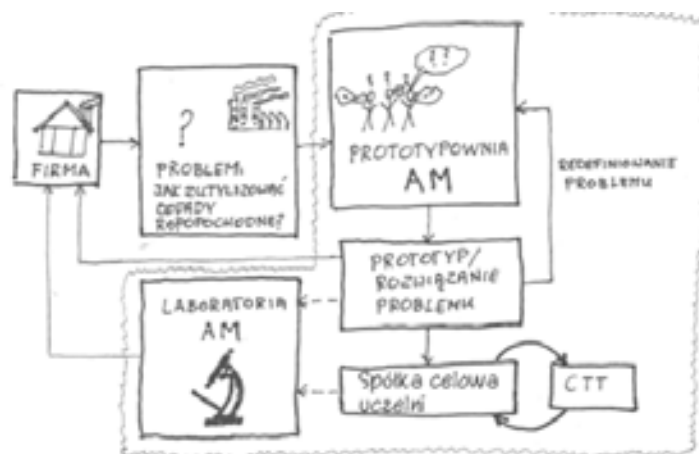 FIRMA
?
PROBLEM:
JAK ZUTYLIZOWAĆ
ODPADY
ROPOPOCHODNE?
??
PROTOTYPOWNIA
AM
REDEFINIOWANIE
PROBLEMU
PROTOTYP/
ROZWIĄZANIE
PROBLEMU
LABORATORIA
AM
Spółka celowa
uczelni
CTT